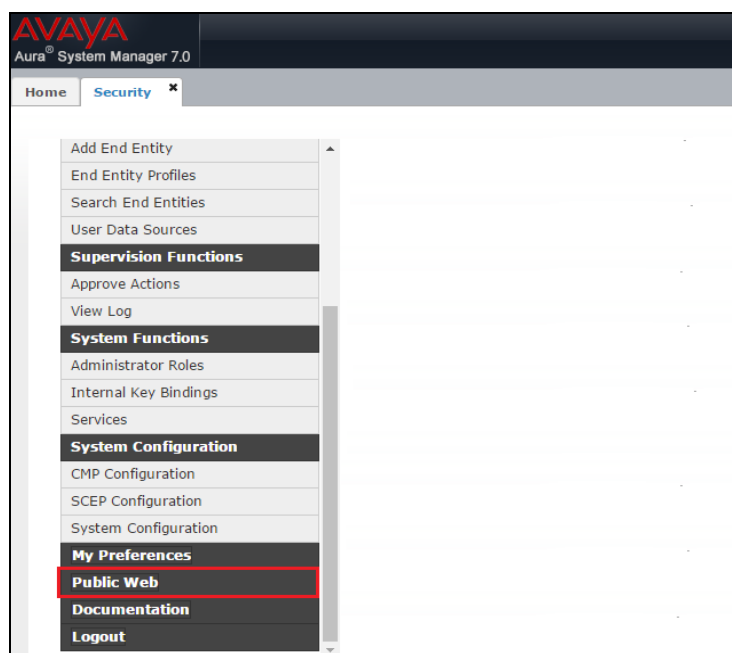 AVAYA
Aura® System Manager 7.0
Home Security ✖
Add End Entity
End Entity Profiles
Search End Entities
User Data Sources
Supervision Functions
Approve Actions
View Log
System Functions
Administrator Roles
Internal Key Bindings
Services
System Configuration
CMP Configuration
SCEP Configuration
System Configuration
My Preferences
Public Web
Documentation
Logout